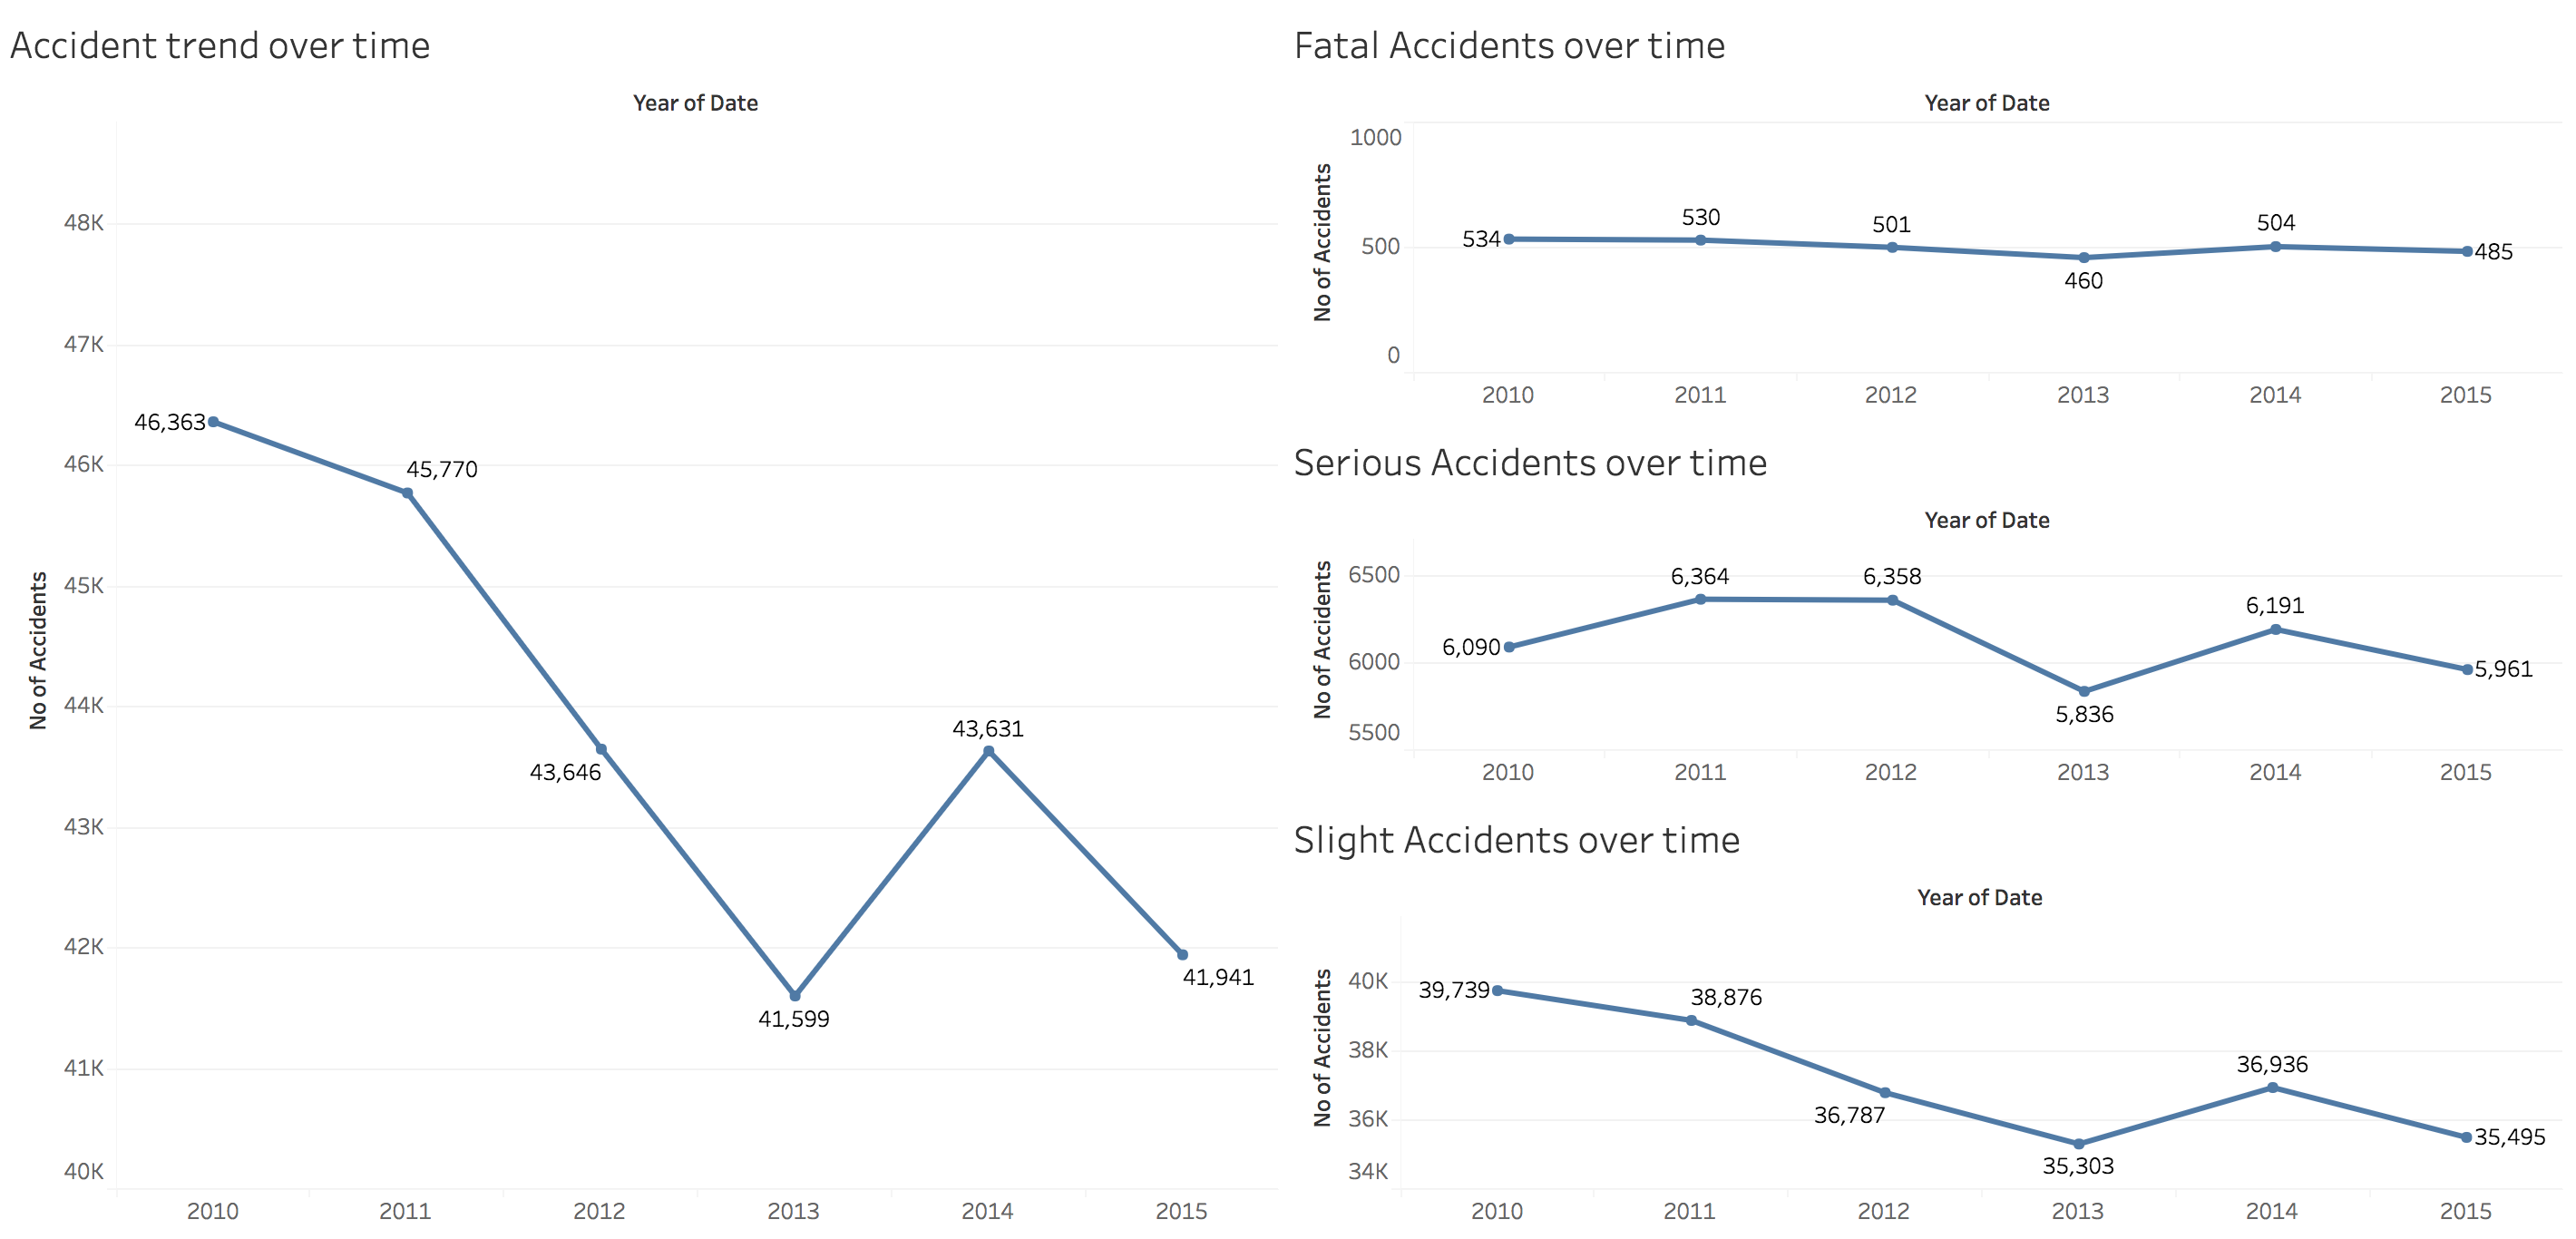 Accident trend over time
Year of Date
No of Accidents
48K
47K
46K
45K
44K
43K
42K
41K
40K
46,363
45,770
43,646
41,599
43,631
41,941
2010 2011 2012 2013 2014 2015
Fatal Accidents over time
Year of Date
No of Accidents
1000
500
0
534 530 501 460 504 485
2010 2011 2012 2013 2014 2015
Serious Accidents over time
Year of Date
No of Accidents
6500
6000
5500
6,090 6,364 6,358 5,836 6,191 5,961
2010 2011 2012 2013 2014 2015
Slight Accidents over time
Year of Date
No of Accidents
40K
38K
36K
34K
39,739 38,876 36,787 35,303 36,936 35,495
2010 2011 2012 2013 2014 2015